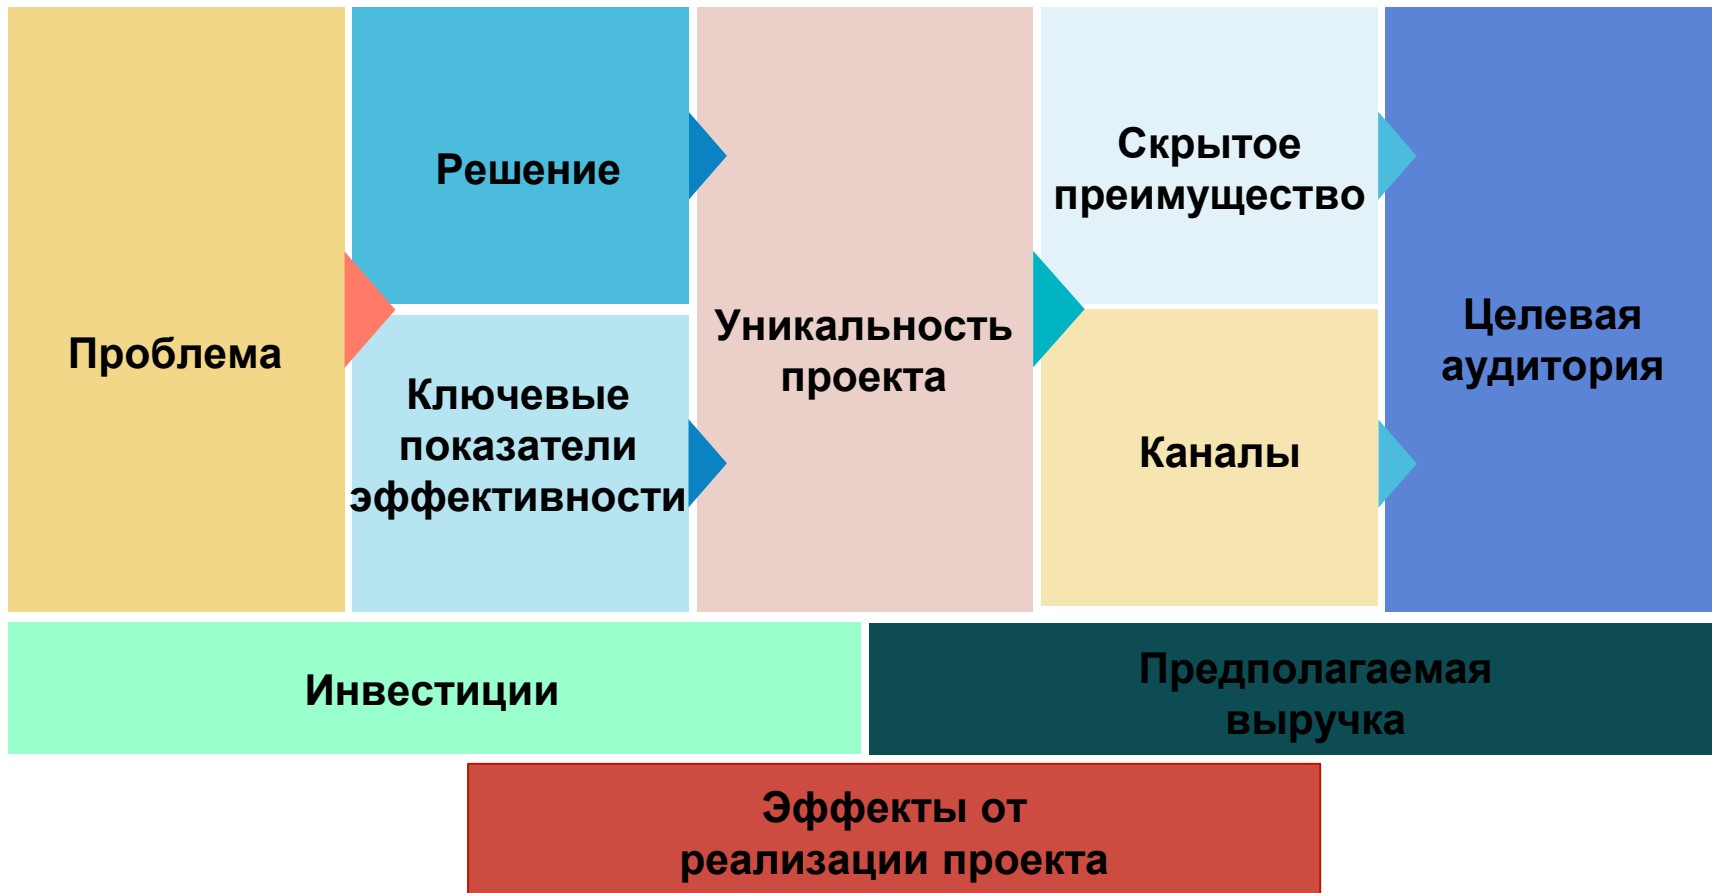 Проблема
Решение
Ключевые
показатели
эффективности
Уникальность
проекта
Скрытое
преимущество
Каналы
Целевая
аудитория
Инвестиции
Предполагаемая
выручка
Эффекты от
реализации проекта